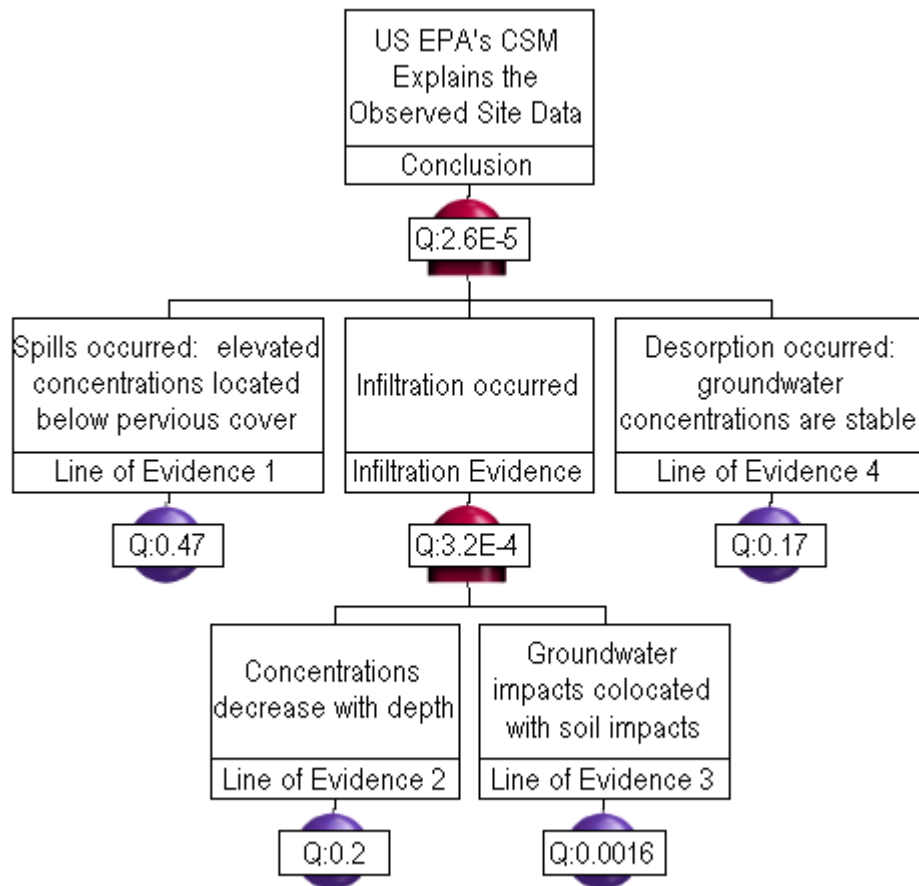 US EPA's CSM
Explains the
Observed Site Data
Conclusion
Q:2.6E-5
Spills occurred: elevated
concentrations located
below pervious cover
Line of Evidence 1
Q:0.47
Infiltration occurred
Infiltration Evidence
Q:3.2E-4
Desorption occurred:
groundwater
concentrations are stable
Line of Evidence 4
Q:0.17
Concentrations
decrease with depth
Line of Evidence 2
Q:0.2
Groundwater
impacts colocated
with soil impacts
Line of Evidence 3
Q:0.0016